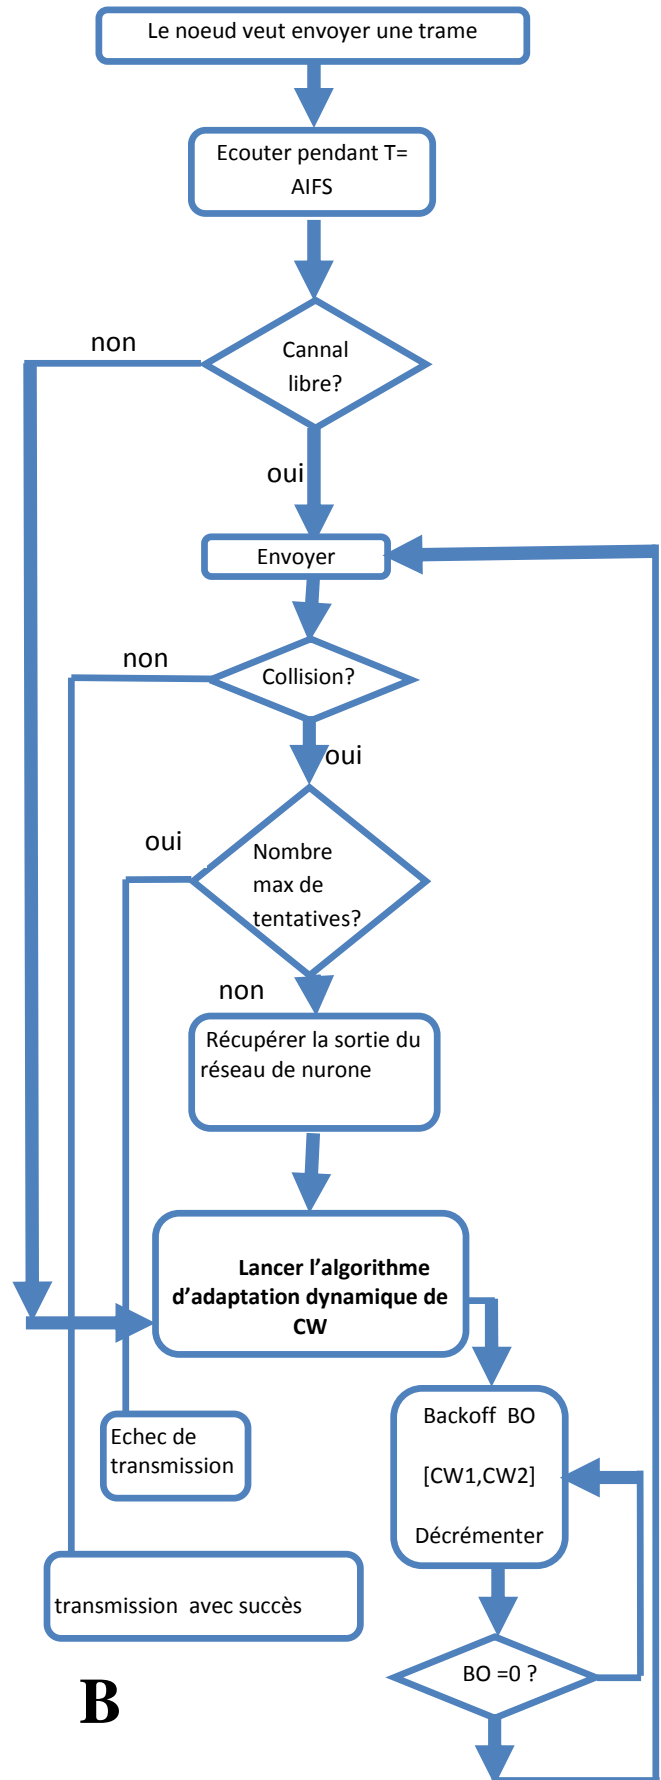 Le noeud veut envoyer une trame
Ecouter pendant T=
AIFS
non
Cannal
libre?
oui
Envoyer
non
Collision?
oui
oui
Nombre
max de
tentatives?
non
Récupérer la sortie du
réseau de nurone
Lancer l’algorithme
d’adaptation dynamique de
CW
Backoff BO
[CW1,CW2]
Décrémenter
Echec de
transmission
transmission avec succès
BO =0 ?
B